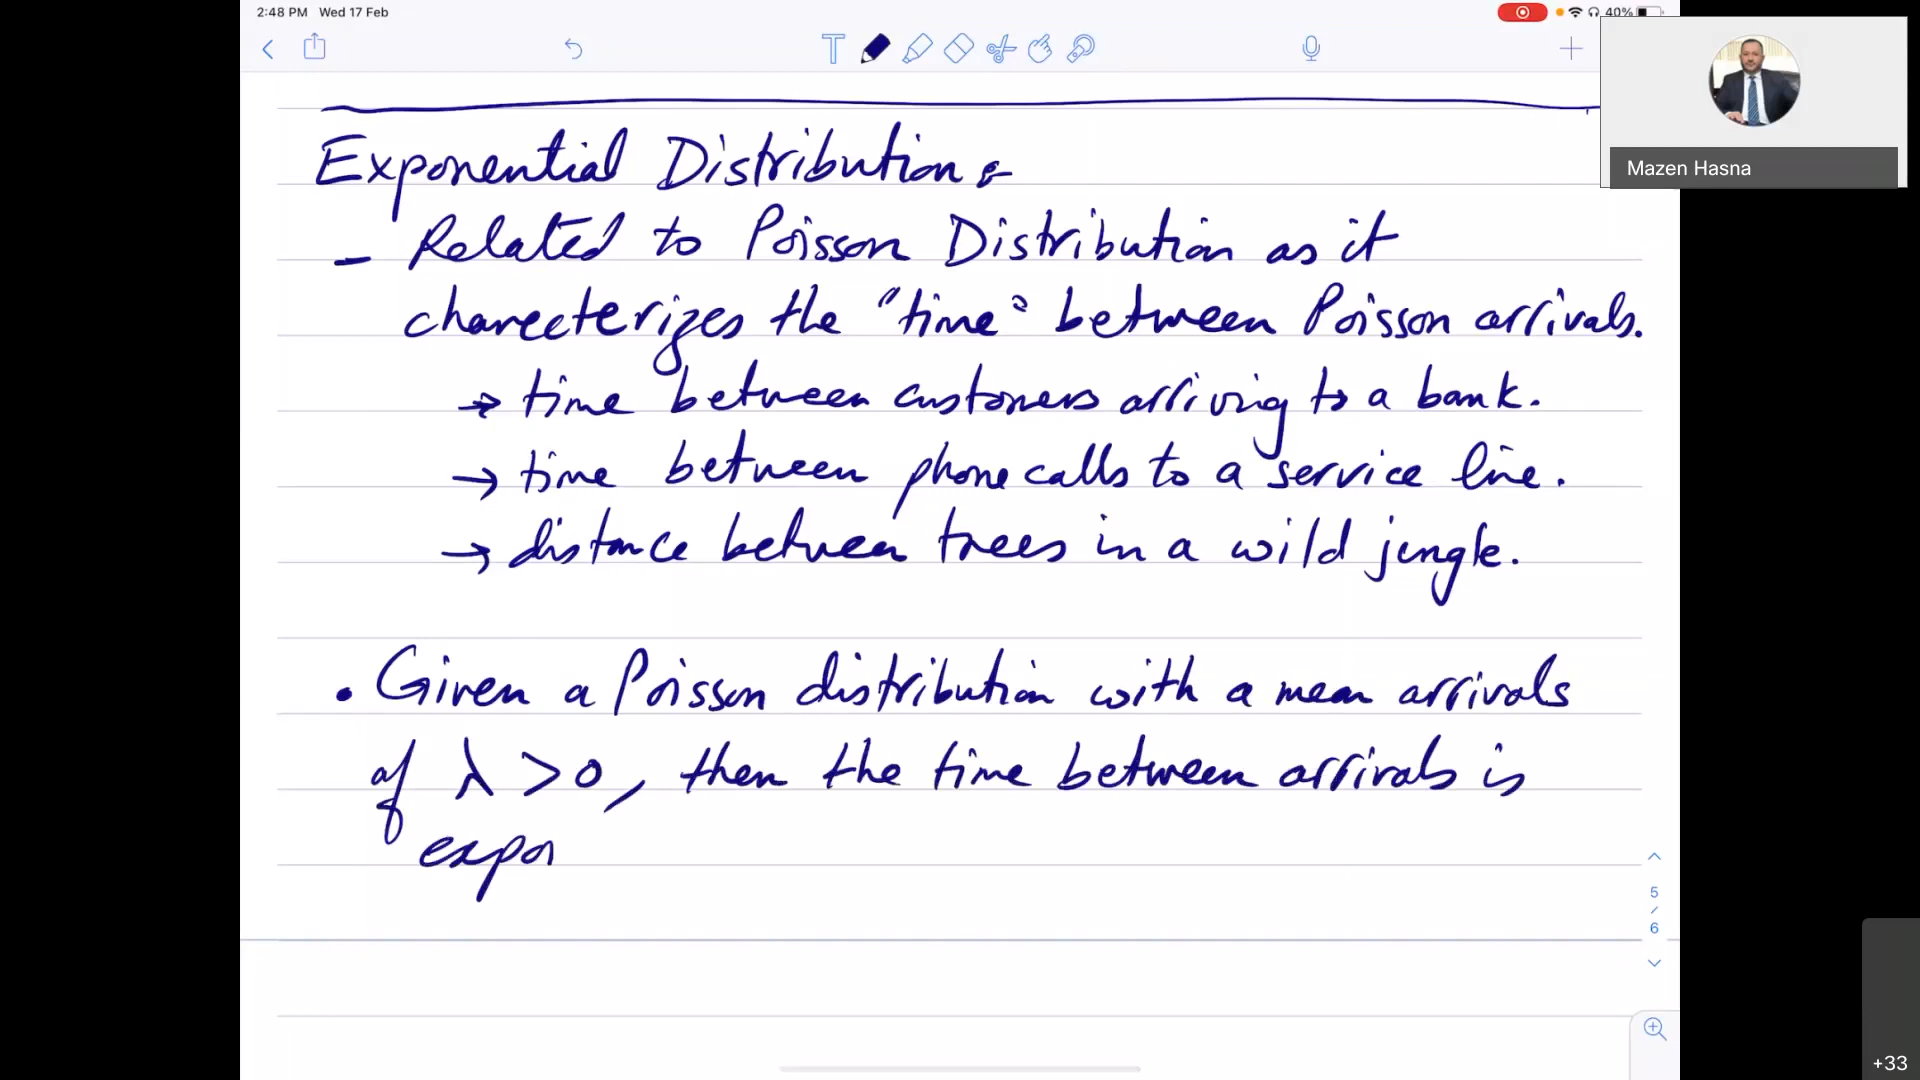 2:48 PM Wed 17 Feb
40%
Mazen Hasna
Exponential Distribution:-
- Related to Poisson Distribution as it
charecterizes the "time" between Poisson arrivals.
→ time between customers arriving to a bank.
→ time between phone calls to a service line.
→ distance between trees in a wild jungle.
• Given a Poisson distribution with a mean arrivals
of λ > 0, then the time between arrivals is
expon
5
/
6
+33